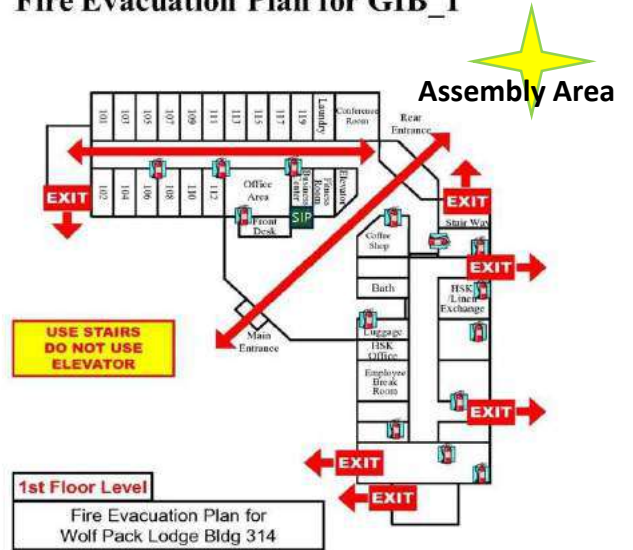 Fire Evacuation Plan for GIB_1
Assembly Area
101
103
105
107
109
111
113
115
117
119
Laundry
Conference
Room
Rear
Entrance
102
104
106
108
110
112
Office
Area
Front
Desk
Bussiness
Center
Fitness
Room
Elevator
SIP
EXIT
EXIT
Stair Way
Coffee
Shop
EXIT
Bath
HSK
/Linen
Exchange
Main
Entrance
Luggage
HSK
Office
Employee
Break
Room
USE STAIRS
DO NOT USE
ELEVATOR
EXIT
EXIT
EXIT
1st Floor Level
Fire Evacuation Plan for
Wolf Pack Lodge Bldg 314